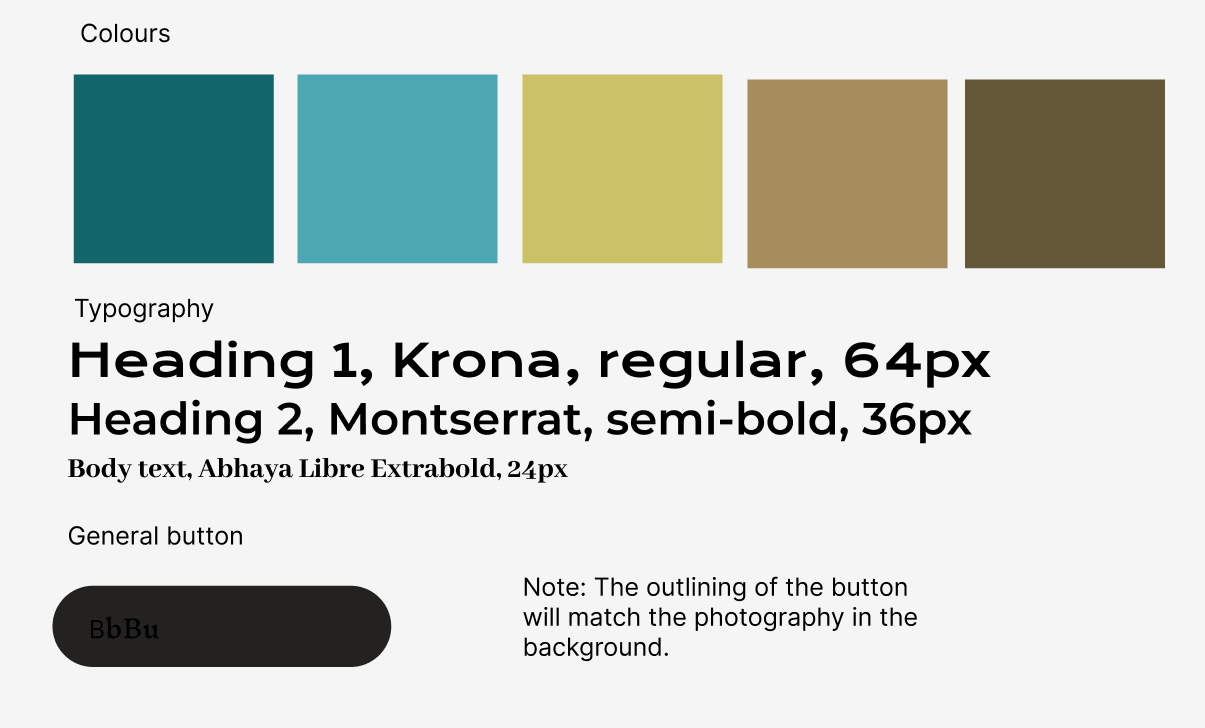 Colours
Typography
Heading 1, Krona, regular, 64px
Heading 2, Montserrat, semi-bold, 36px
Body text, Abhaya Libre Extrabold, 24px
General button
BbBu
Note: The outlining of the button
will match the photography in the
background.